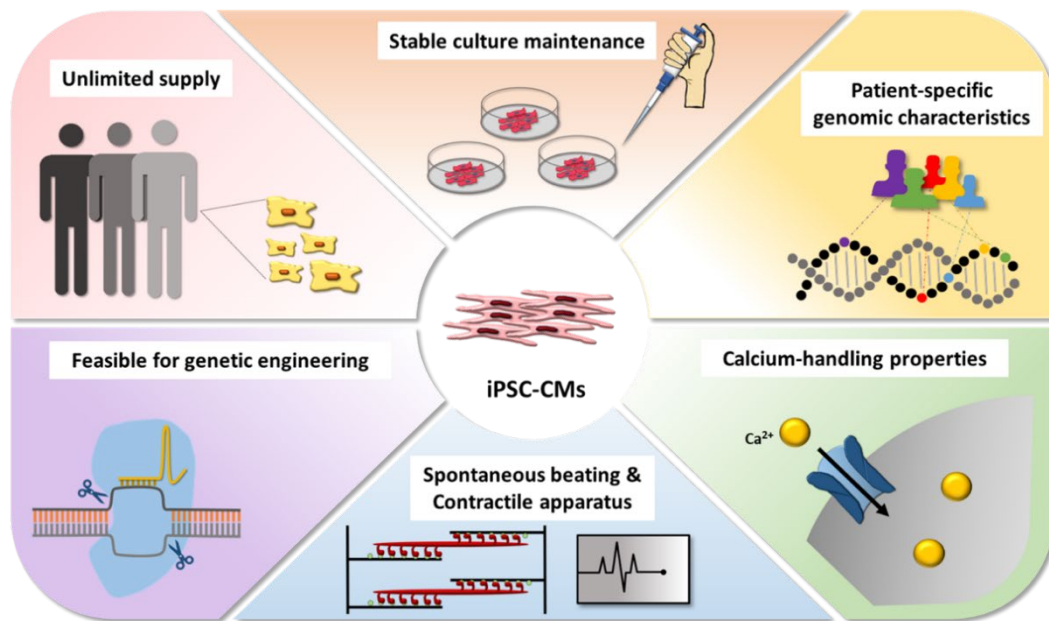 Stable culture maintenance
Unlimited supply
Patient-specific
genomic characteristics
iPSC-CMs
Feasible for genetic engineering
Calcium-handling properties
Ca²⁺
Spontaneous beating &
Contractile apparatus